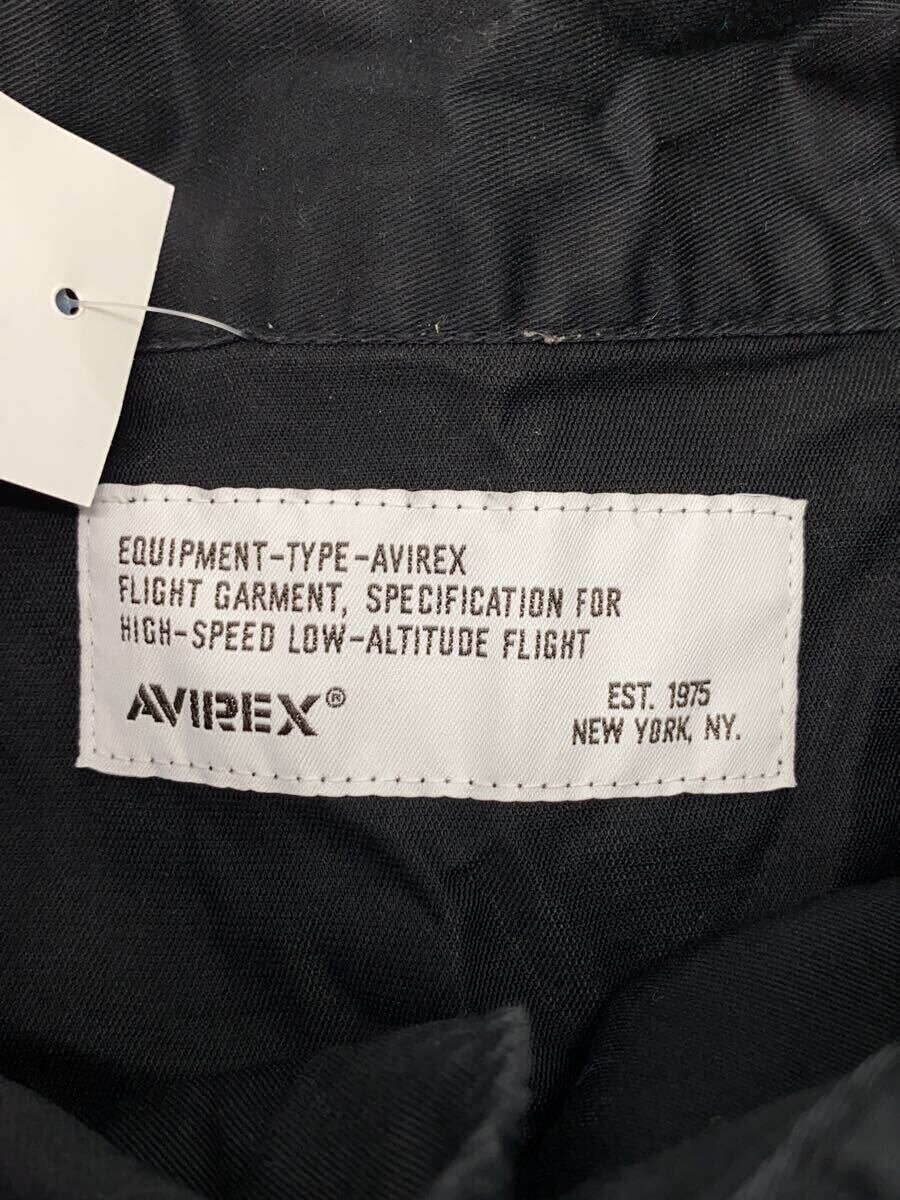 EQUIPMENT-TYPE-AVIREX
FLIGHT GARMENT, SPECIFICATION FOR
HIGH-SPEED LOW-ALTITUDE FLIGHT
AVIREX®
EST. 1975
NEW YORK, NY.